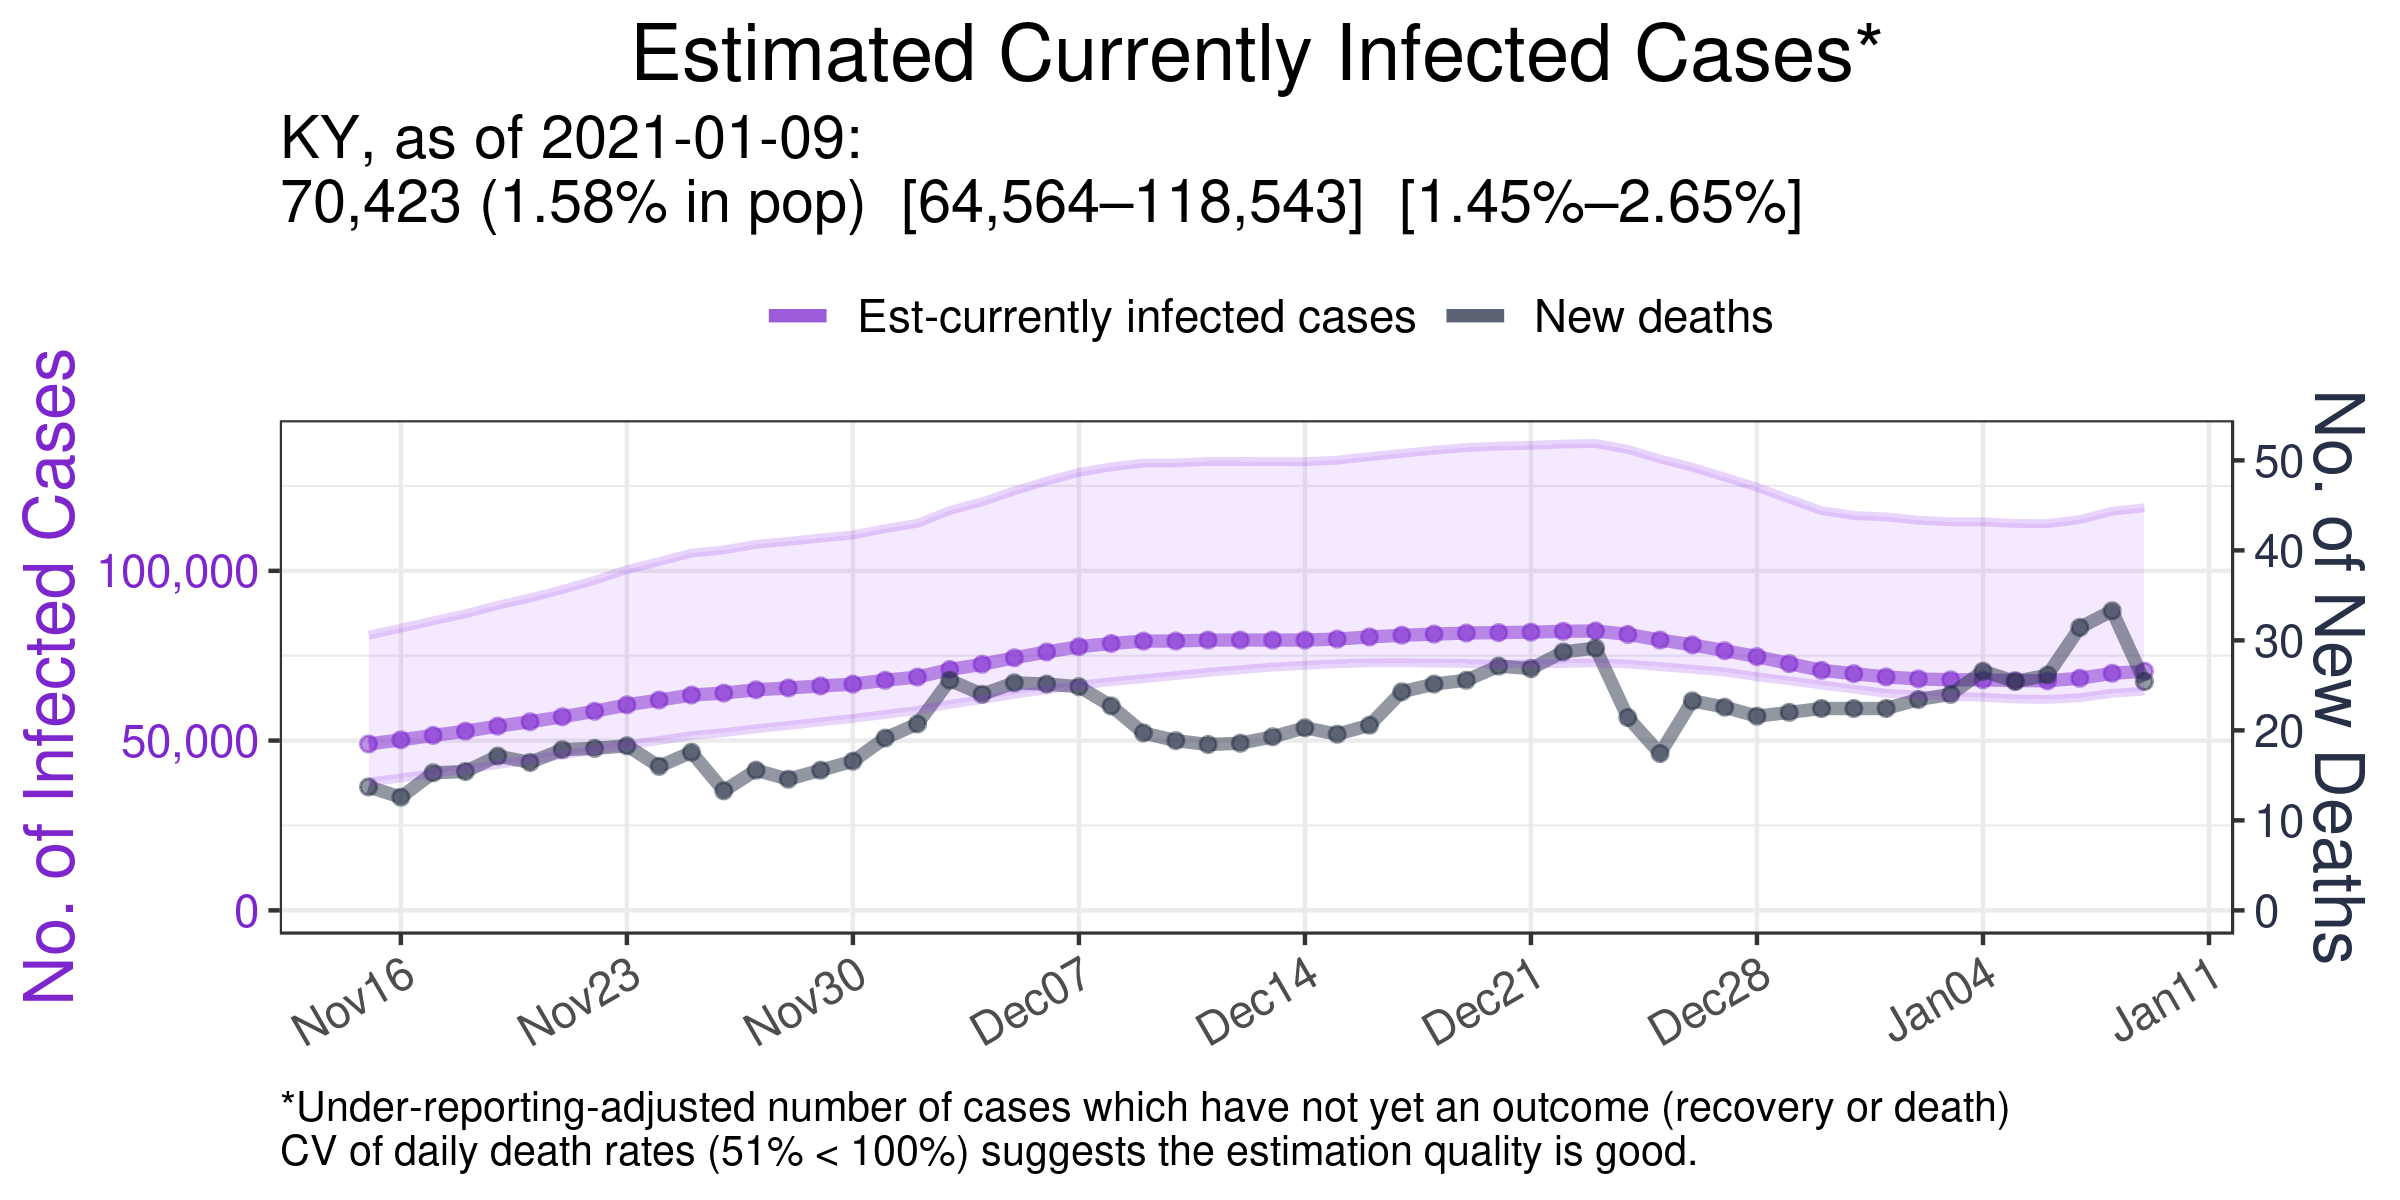 Estimated Currently Infected Cases*
KY, as of 2021-01-09:
70,423 (1.58% in pop)  [64,564–118,543]  [1.45%–2.65%]
Est-currently infected cases
New deaths
No. of Infected Cases
100,000
50,000
0
50
40
30
20
10
0
No. of New Deaths
Nov16
Nov23
Nov30
Dec07
Dec14
Dec21
Dec28
Jan04
Jan11
*Under-reporting-adjusted number of cases which have not yet an outcome (recovery or death)
CV of daily death rates (51% < 100%) suggests the estimation quality is good.